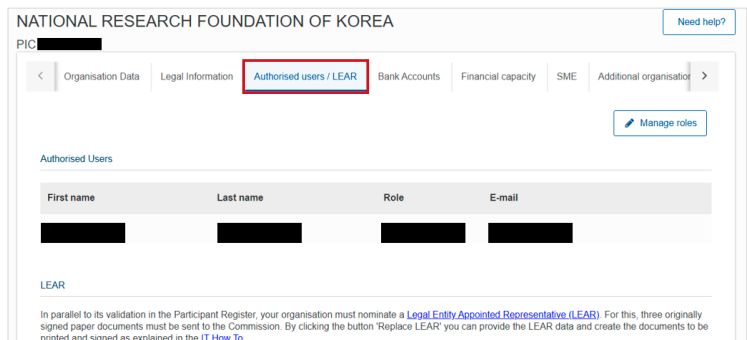 NATIONAL RESEARCH FOUNDATION OF KOREA
Need help?
PIC
Organisation Data Legal Information Authorised users / LEAR Bank Accounts Financial capacity SME Additional
Manage roles
Authorised Users
First name Last name Role E-mail
LEAR
In parallel to its validation in the Participant Register, your organisation must nominate a Legal Entity Appointed Representative (LEAR). For this, three originally
signed paper documents must be sent to the Commission. By clicking the button 'Replace LEAR' you can provide the LEAR data and create the documents to be
printed and signed as explained in the IT How To